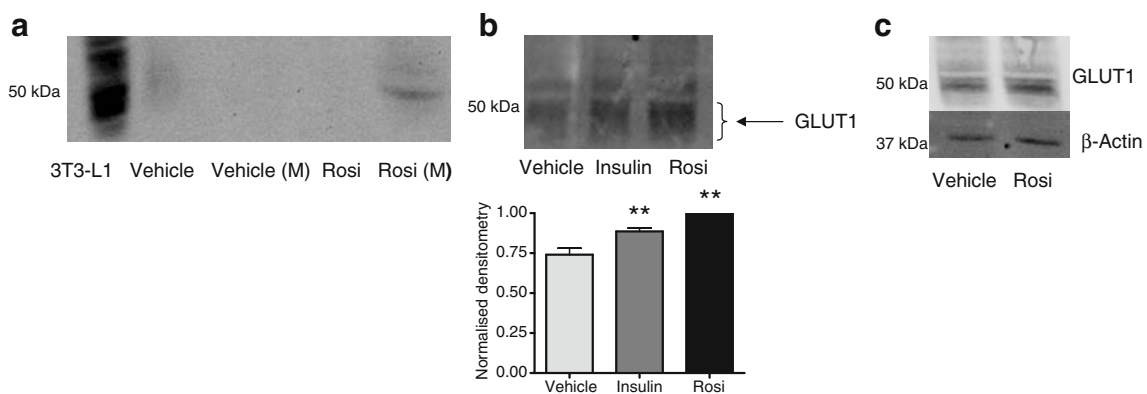 a
50 kDa
3T3-L1 Vehicle Vehicle (M) Rosi Rosi (M)
b
50 kDa
GLUT1
Vehicle Insulin Rosi
Normalised densitometry
1.00
0.75
0.50
0.25
0.00
** **
Vehicle Insulin Rosi
c
50 kDa
GLUT1
37 kDa
β-Actin
Vehicle Rosi